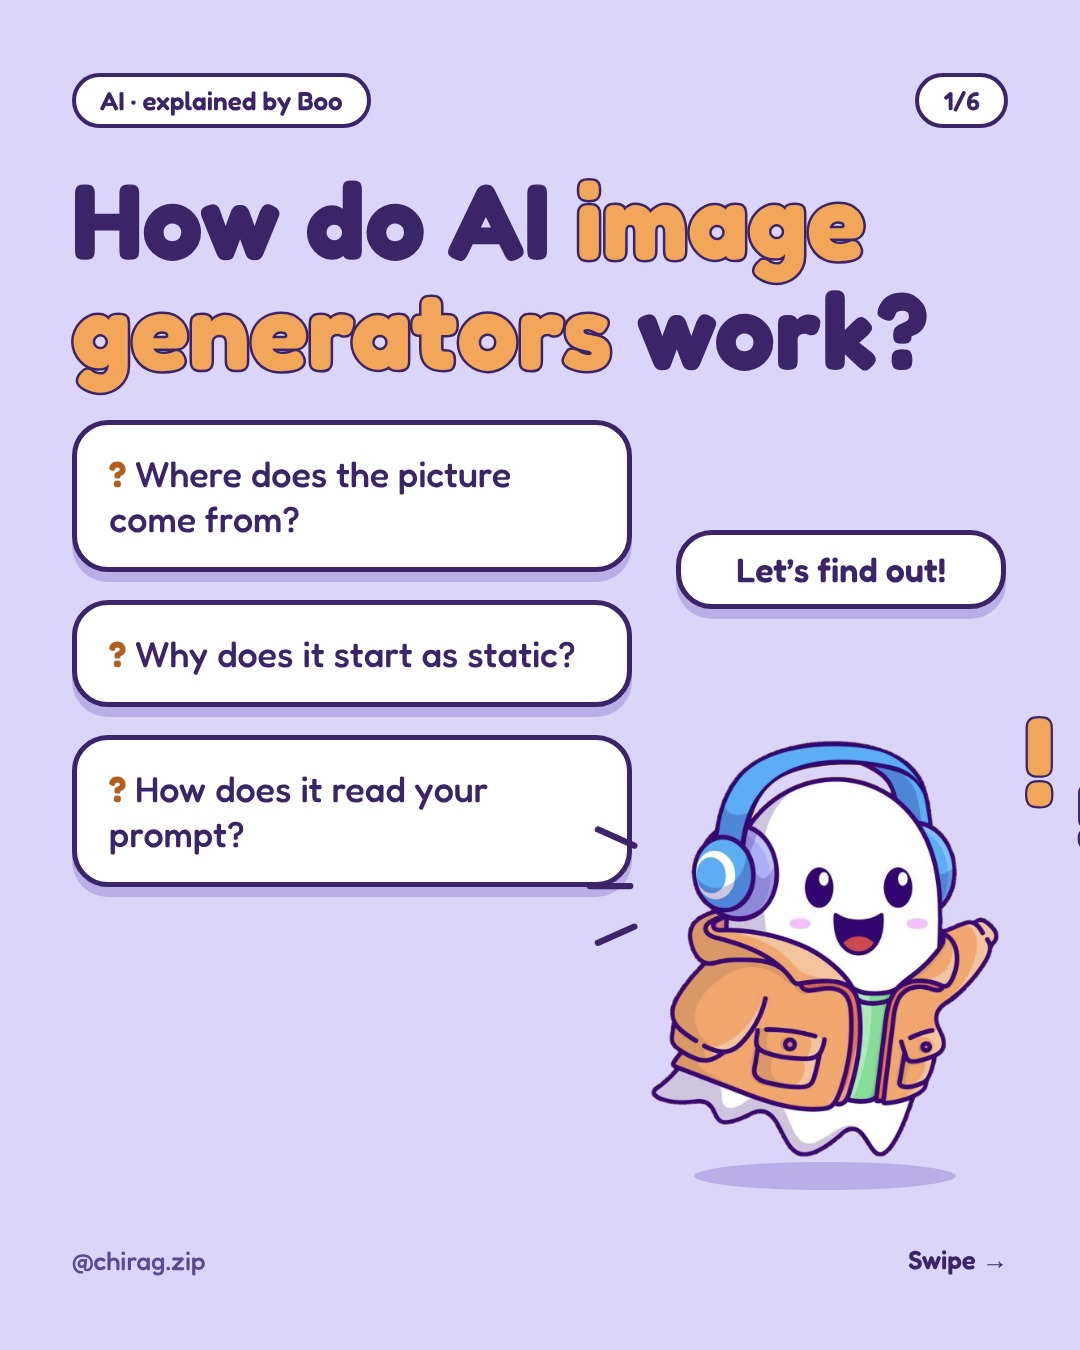 AI · explained by Boo
1/6
How do AI image
generators work?
? Where does the picture
come from?
Let's find out!
? Why does it start as static?
? How does it read your
prompt?
!
@chirag.zip
Swipe →